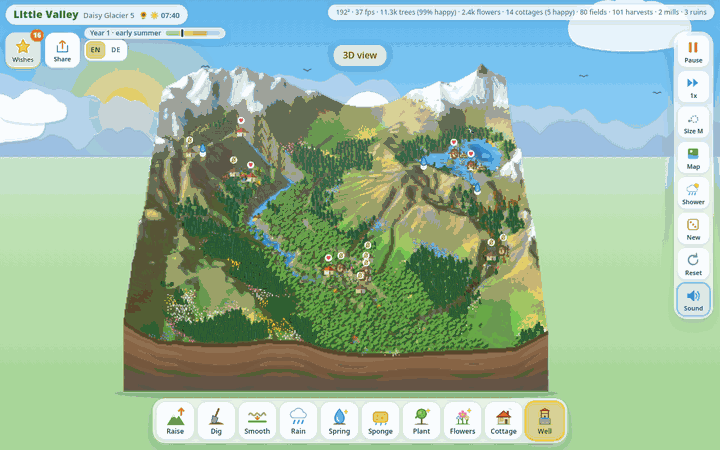 Little Valley Daisy Glacier 5 07:40
192² · 37 fps · 11.3k trees (99% happy) · 2.4k flowers · 14 cottages (5 happy) · 80 fields · 101 harvests · 2 mills · 3 ruins
Year 1 · early summer
16
Wishes
Share
EN DE
3D view
Pause
1x
Size M
Map
Shower
New
Reset
Sound
Raise Dig Smooth Rain Spring Sponge Plant Flowers Cottage Well